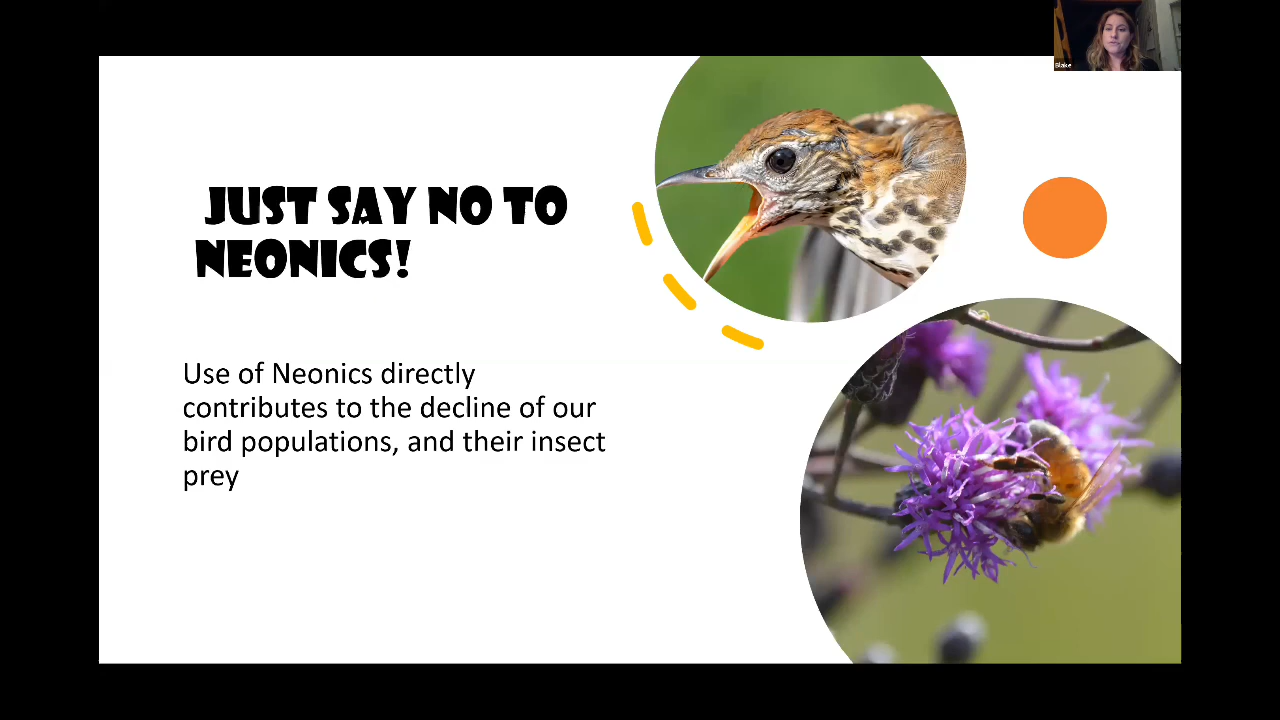 Blake
JUST SAY NO TO
NEONICS!
Use of Neonics directly
contributes to the decline of our
bird populations, and their insect
prey